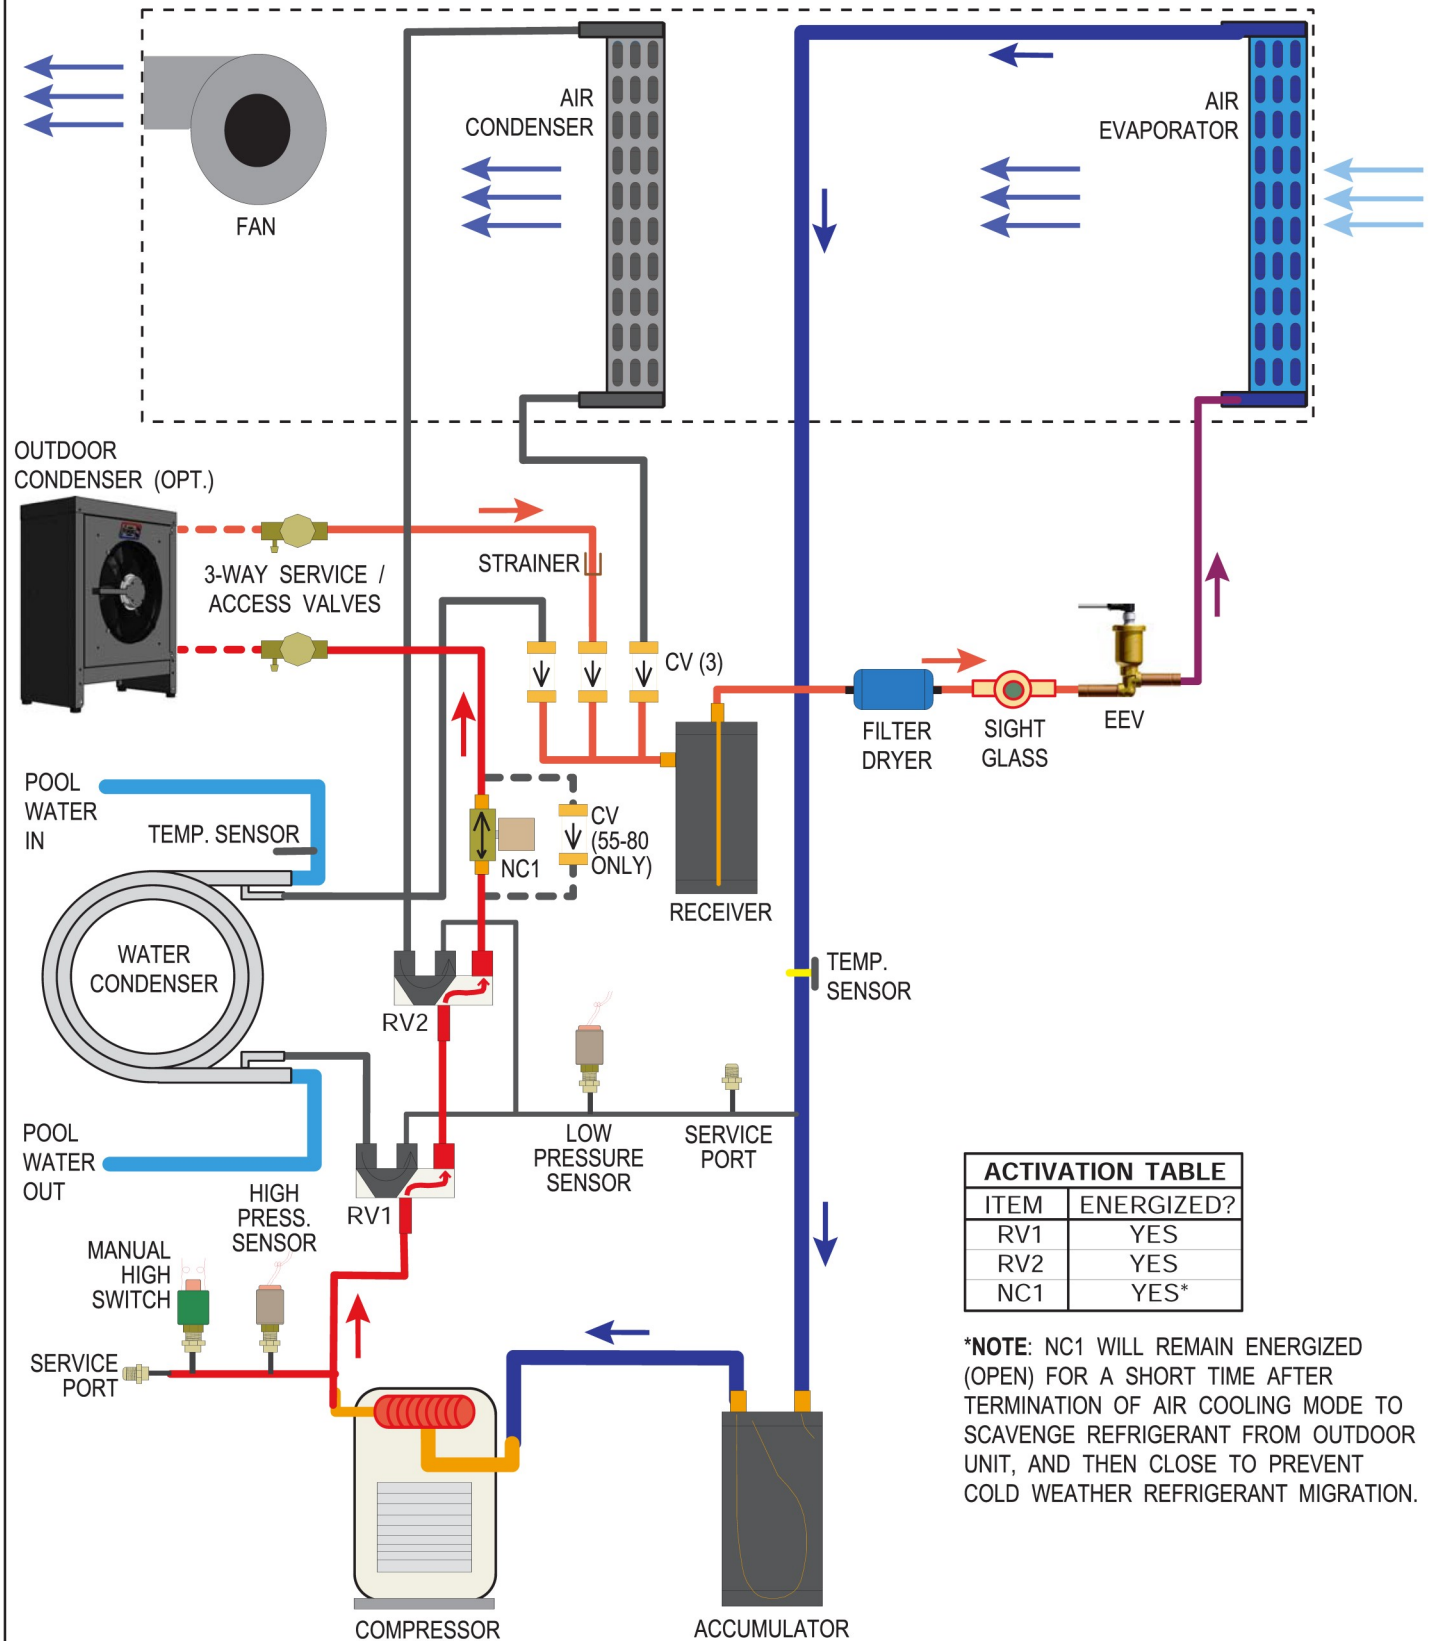 AIR
CONDENSER
AIR
EVAPORATOR
FAN
OUTDOOR
CONDENSER (OPT.)
3-WAY SERVICE /
ACCESS VALVES
STRAINER
CV (3)
FILTER
DRYER
SIGHT
GLASS
EEV
POOL
WATER
IN
TEMP. SENSOR
CV
(55-80
ONLY)
NC1
RECEIVER
WATER
CONDENSER
RV2
TEMP.
SENSOR
POOL
WATER
OUT
LOW
PRESSURE
SENSOR
SERVICE
PORT
HIGH
PRESS.
SENSOR
RV1
MANUAL
HIGH
SWITCH
SERVICE
PORT
COMPRESSOR
ACCUMULATOR
ACTIVATION TABLE
ITEM ENERGIZED?
RV1 YES
RV2 YES
NC1 YES*
*NOTE: NC1 WILL REMAIN ENERGIZED
(OPEN) FOR A SHORT TIME AFTER
TERMINATION OF AIR COOLING MODE TO
SCAVENGE REFRIGERANT FROM OUTDOOR
UNIT, AND THEN CLOSE TO PREVENT
COLD WEATHER REFRIGERANT MIGRATION.